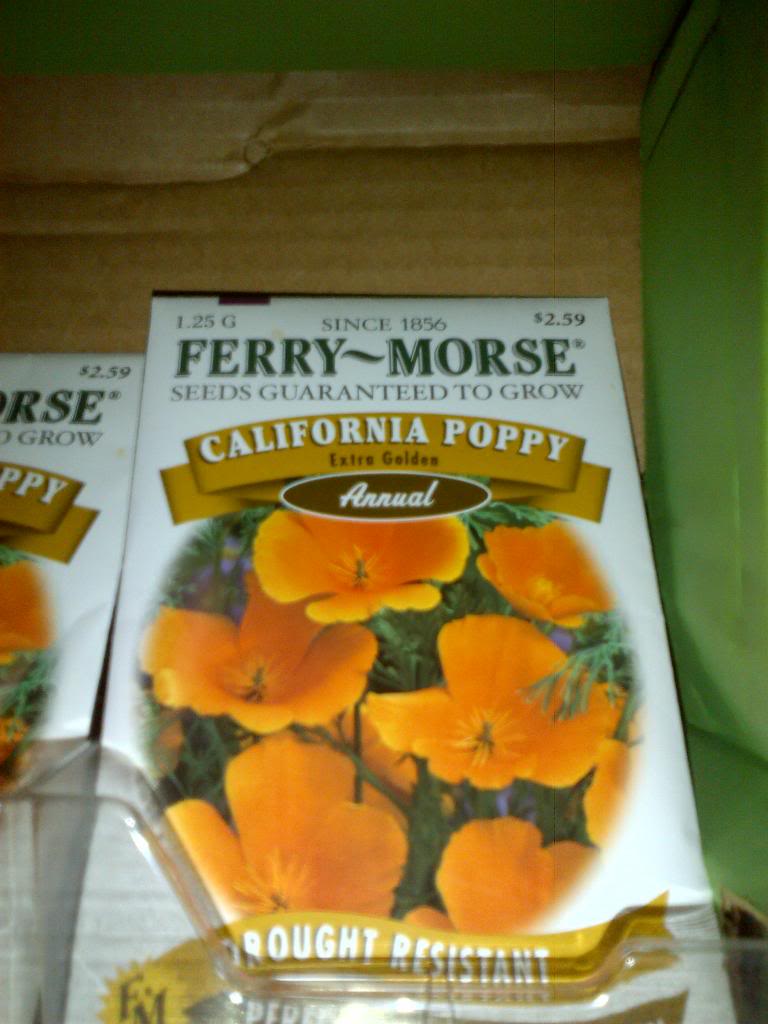 1.25 G SINCE 1856 $2.59
FERRY~MORSE®
SEEDS GUARANTEED TO GROW
CALIFORNIA POPPY
Extra Golden
Annual
DROUGHT RESISTANT
F·M
$2.59
ORSE®
O GROW
PPY